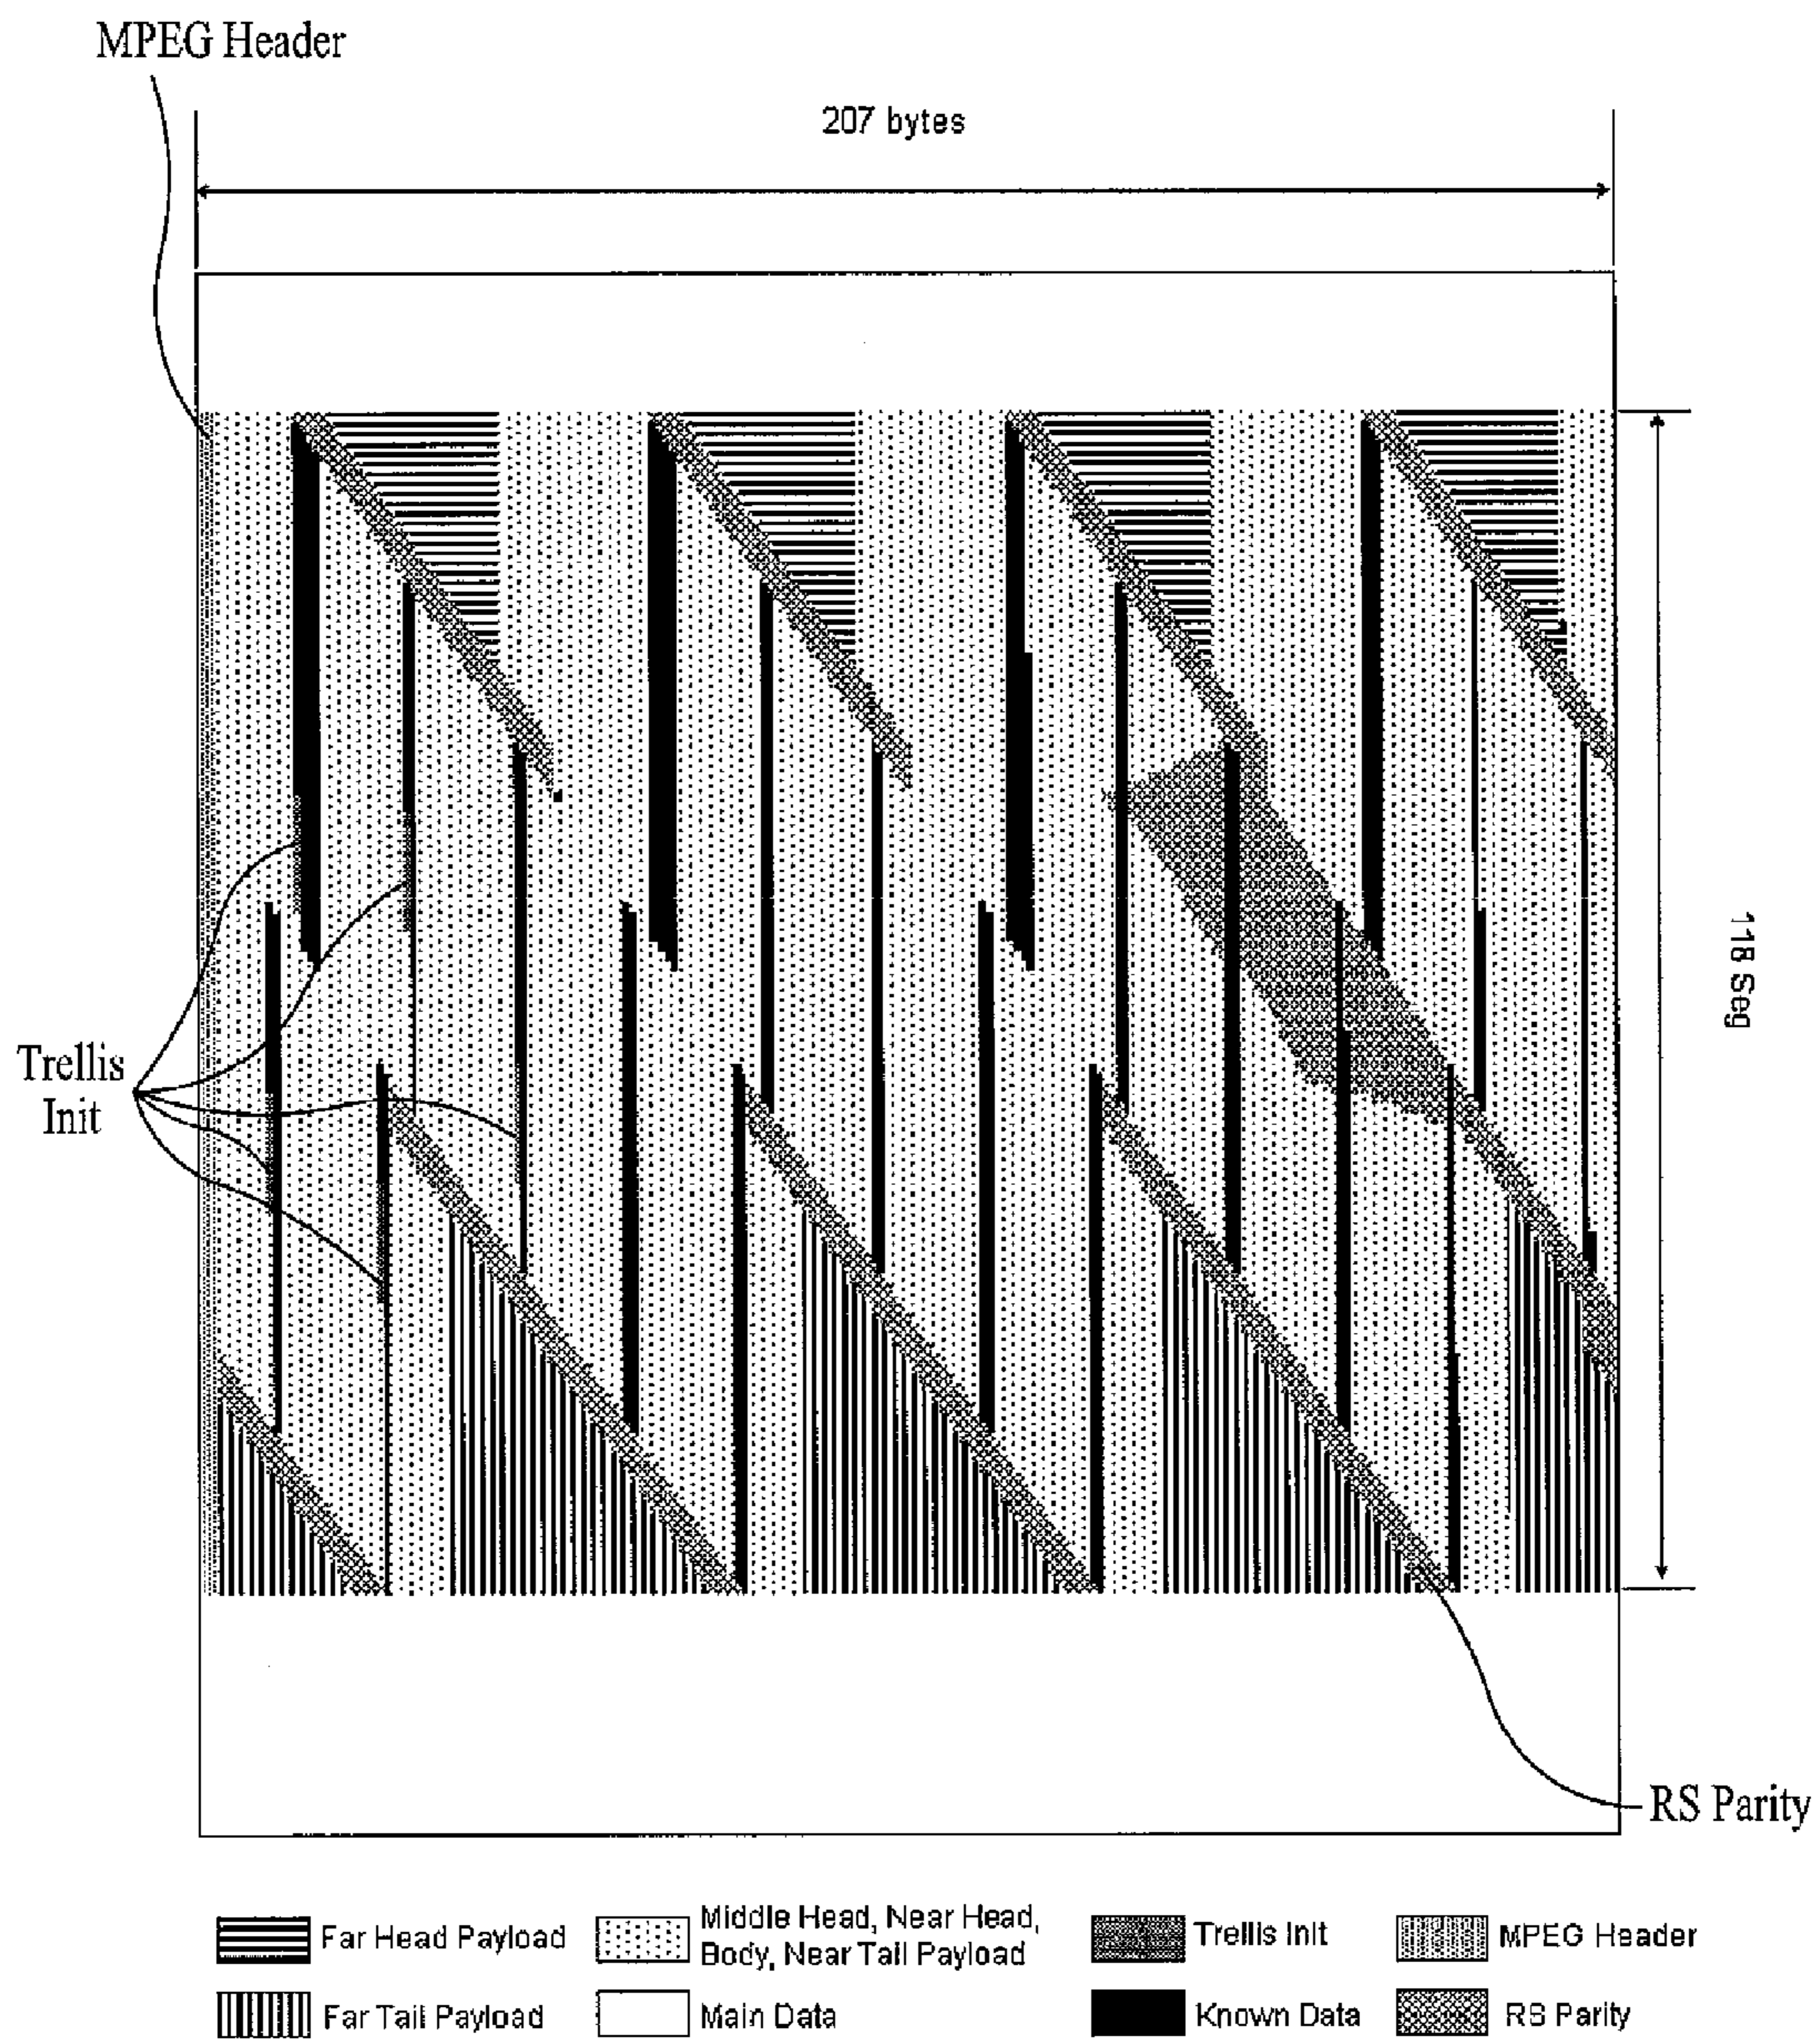 MPEG Header
207 bytes
118 Seg
Trellis
Init
RS Parity
Far Head Payload
Middle Head, Near Head,
Body, Near Tail Payload
Trellis Init
MPEG Header
Far Tail Payload
Main Data
Known Data
RS Parity